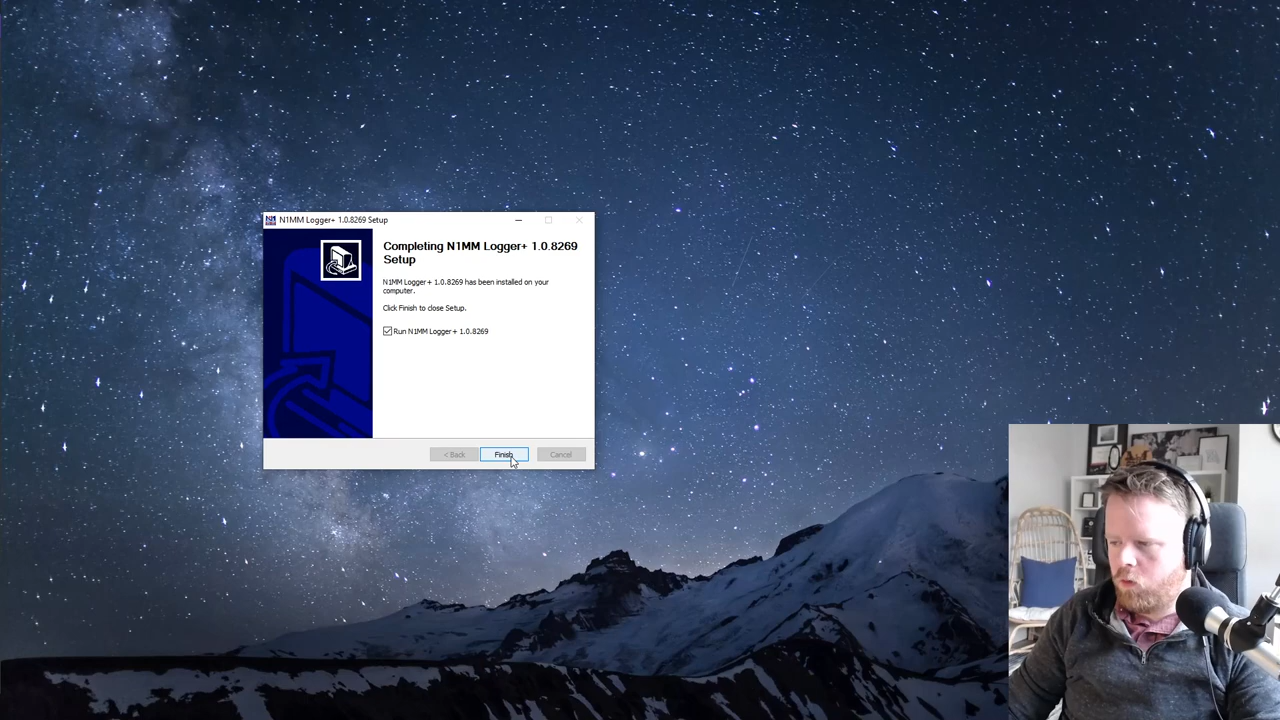 N1MM Logger+ 1.0.8269 Setup
Completing N1MM Logger+ 1.0.8269
Setup
N1MM Logger+ 1.0.8269 has been installed on your
computer.
Click Finish to close Setup.
Run N1MM Logger+ 1.0.8269
< Back
Finish
Cancel